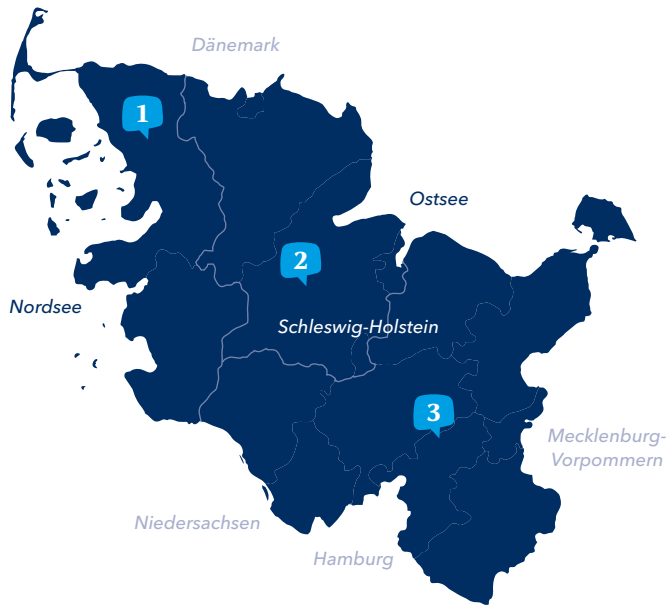 Dänemark
1
Ostsee
2
Nordsee
Schleswig-Holstein
3
Mecklenburg-
Vorpommern
Niedersachsen
Hamburg